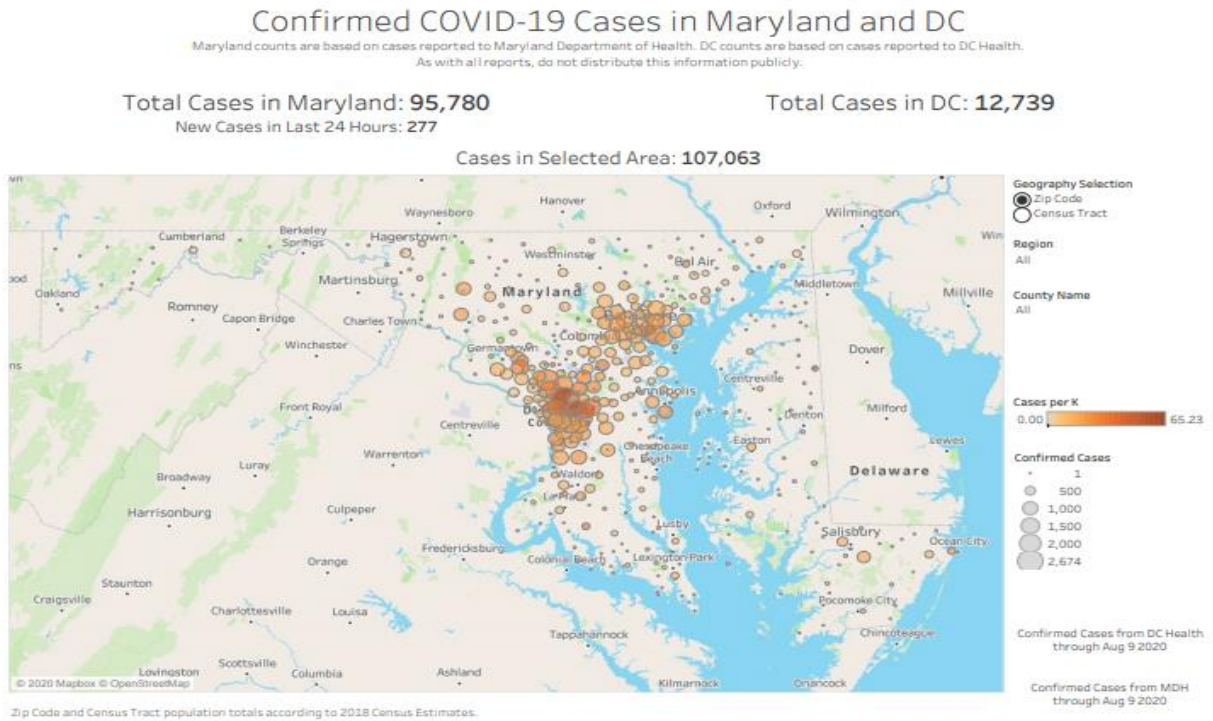 Confirmed COVID-19 Cases in Maryland and DC
Maryland counts are based on cases reported to Maryland Department of Health. DC counts are based on cases reported to DC Health.
As with all reports, do not distribute this information publicly.
Total Cases in Maryland: 95,780
Total Cases in DC: 12,739
New Cases in Last 24 Hours: 277
Cases in Selected Area: 107,063
Geography Selection
Zip Code
Census Tract
Region
All
County Name
All
Cases per K
0.00
65.23
Confirmed Cases
1
500
1,000
1,500
2,000
2,674
Confirmed Cases from DC Health
through Aug 9 2020
Confirmed Cases from MDH
through Aug 9 2020
Waynesboro
Hanover
Oxford
Wilmington
Cumberland
Berkeley
Springs
Hagerstown
Westminster
Bel Air
Win
Oakland
Martinsburg
Maryland
Middletown
Millville
Romney
Capon Bridge
Charles Town
Winchester
Germantown
Dover
Front Royal
Centreville
Annapolis
Centreville
Denton
Milford
Warrenton
Chesapeake
Beach
Easton
Lewes
Luray
Broadway
Waldorf
Delaware
Harrisonburg
Culpeper
La Plata
Lusby
Salisbury
Ocean City
Fredericksburg
Colonial Beach
Lexington Park
Orange
Staunton
Craigsville
Charlottesville
Louisa
Pocomoke City
Tappahannock
Chincoteague
Lovingston
Scottsville
Columbia
Ashland
Kilmarnock
Onancock
© 2020 Mapbox © OpenStreetMap
Zip Code and Census Tract population totals according to 2018 Census Estimates.